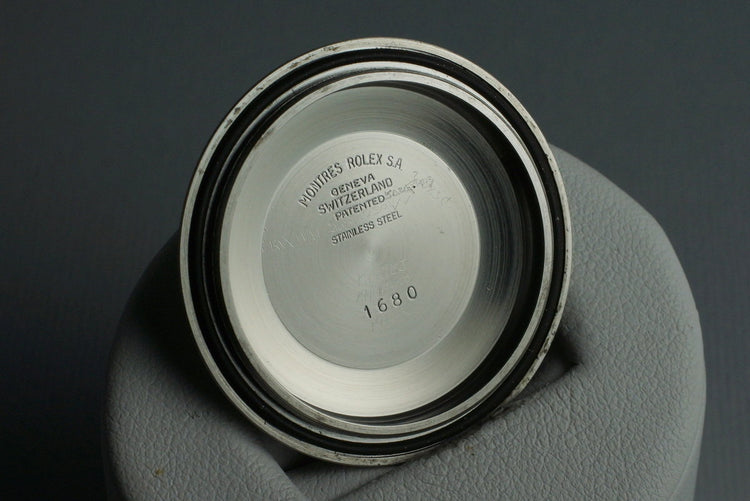 MONTRES ROLEX S.A
GENEVA
SWITZERLAND
PATENTED
STAINLESS STEEL
1680